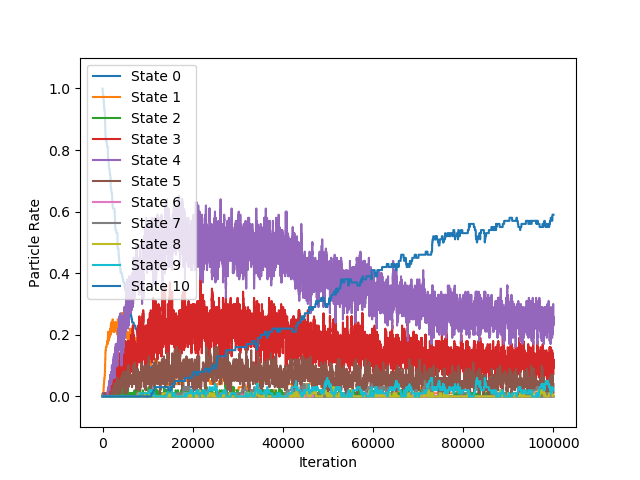 State 0
State 1
State 2
State 3
State 4
State 5
State 6
State 7
State 8
State 9
State 10
1.0
0.8
0.6
0.4
0.2
0.0
Particle Rate
0 20000 40000 60000 80000 100000
Iteration